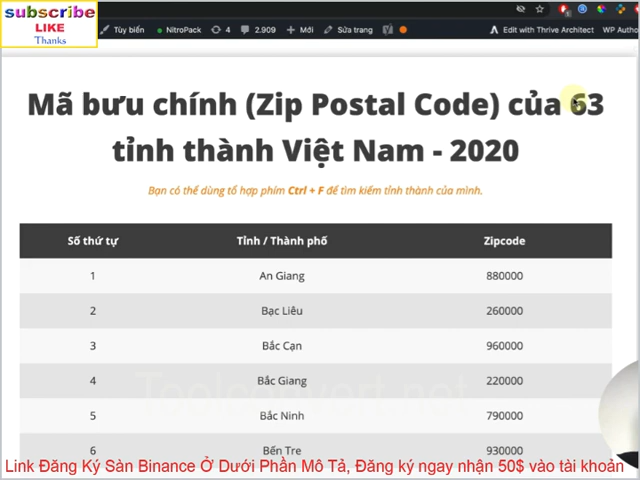 subscribe
LIKE
Thanks
Tùy biến
NitroPack
4
2.909
Mới
Sửa trang
Edit with Thrive Architect
WP Autho
Mã bưu chính (Zip Postal Code) của 63
tỉnh thành Việt Nam - 2020
Bạn có thể dùng tổ hợp phím Ctrl + F để tìm kiếm tỉnh thành của mình.
Số thứ tự Tỉnh / Thành phố Zipcode
1 An Giang 880000
2 Bạc Liêu 260000
3 Bắc Cạn 960000
4 Bắc Giang 220000
5 Bắc Ninh 790000
6 Bến Tre 930000
Toolconvert.net
Link Đăng Ký Sàn Binance Ở Dưới Phần Mô Tả, Đăng ký ngay nhận 50$ vào tài khoản